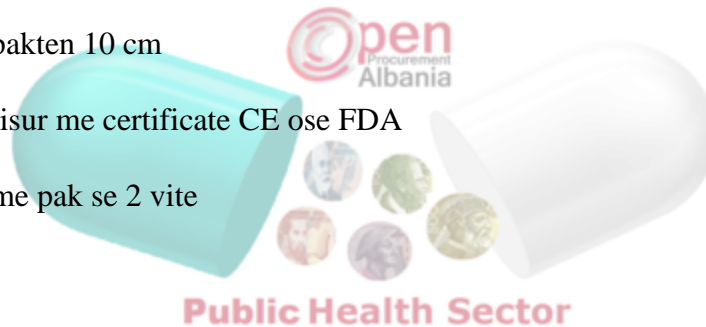 pakten 10 cm
Open
Procurement
Albania
isur me certificate CE ose FDA
me pak se 2 vite
Public Health Sector